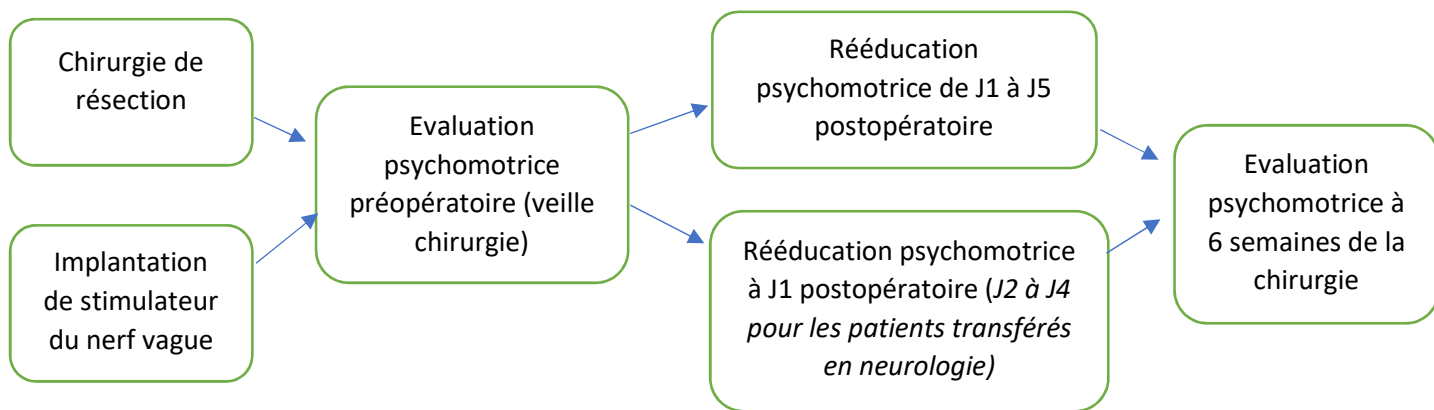 Chirurgie de
résection
Implantation
de stimulateur
du nerf vague
Evaluation
psychomotrice
préopératoire (veille
chirurgie)
Rééducation
psychomotrice de J1 à J5
postopératoire
Rééducation psychomotrice
à J1 postopératoire (J2 à J4
pour les patients transférés
en neurologie)
Evaluation
psychomotrice à
6 semaines de la
chirurgie